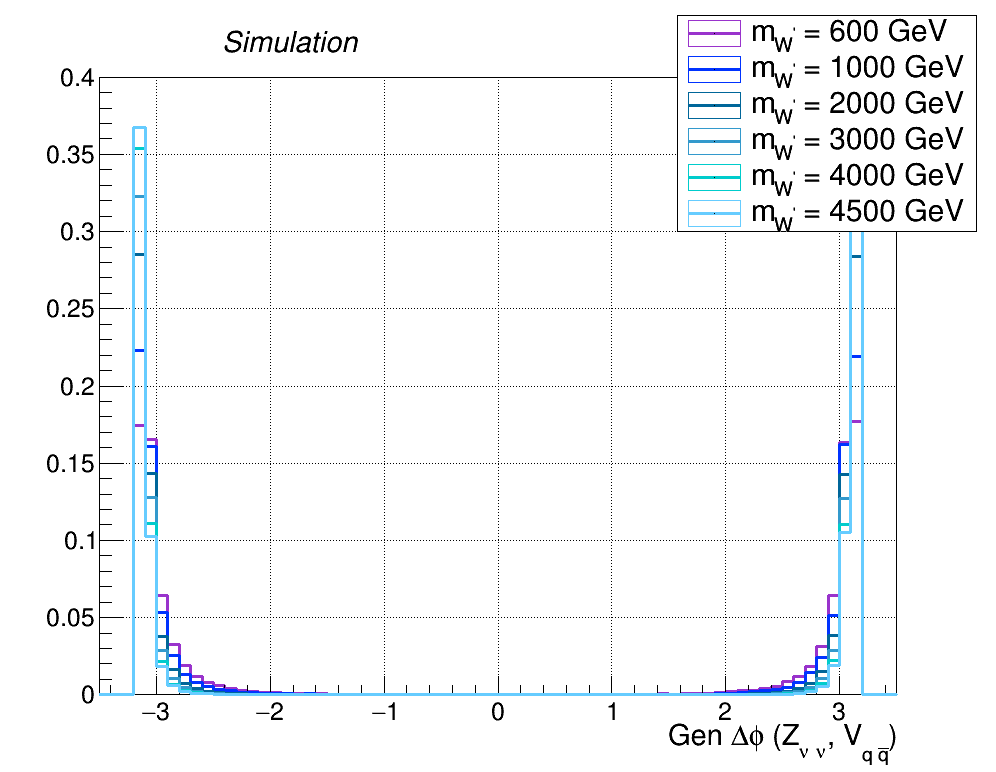 Simulation
m_W' = 600 GeV
m_W' = 1000 GeV
m_W' = 2000 GeV
m_W' = 3000 GeV
m_W' = 4000 GeV
m_W' = 4500 GeV
0.4
0.35
0.3
0.25
0.2
0.15
0.1
0.05
0
−3 −2 −1 0 1 2 3
Gen Δϕ (Z_ν ν, V_q q̅)